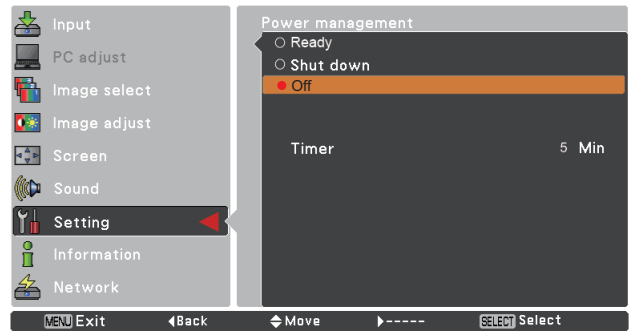 Input
PC adjust
Image select
Image adjust
Screen
Sound
Setting
Information
Network
Power management
Ready
Shut down
Off
Timer 5 Min
MENU Exit Back Move ----- SELECT Select